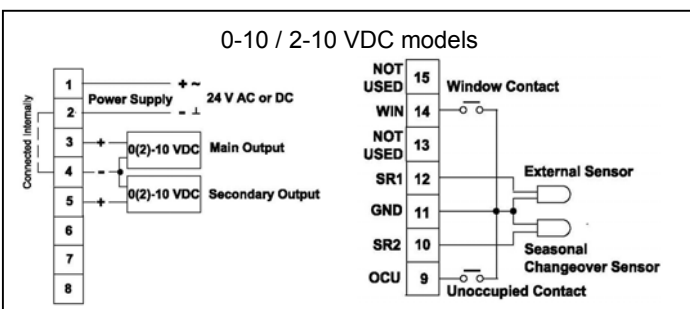 0-10 / 2-10 VDC models
1
+ ~
Power Supply
24 V AC or DC
2
- ⊥
Connected Internally
3
+
0(2)-10 VDC
Main Output
4
-
5
+
0(2)-10 VDC
Secondary Output
6
7
8
NOT
USED
15
Window Contact
WIN
14
NOT
USED
13
External Sensor
SR1
12
GND
11
SR2
10
Seasonal
Changeover Sensor
OCU
9
Unoccupied Contact